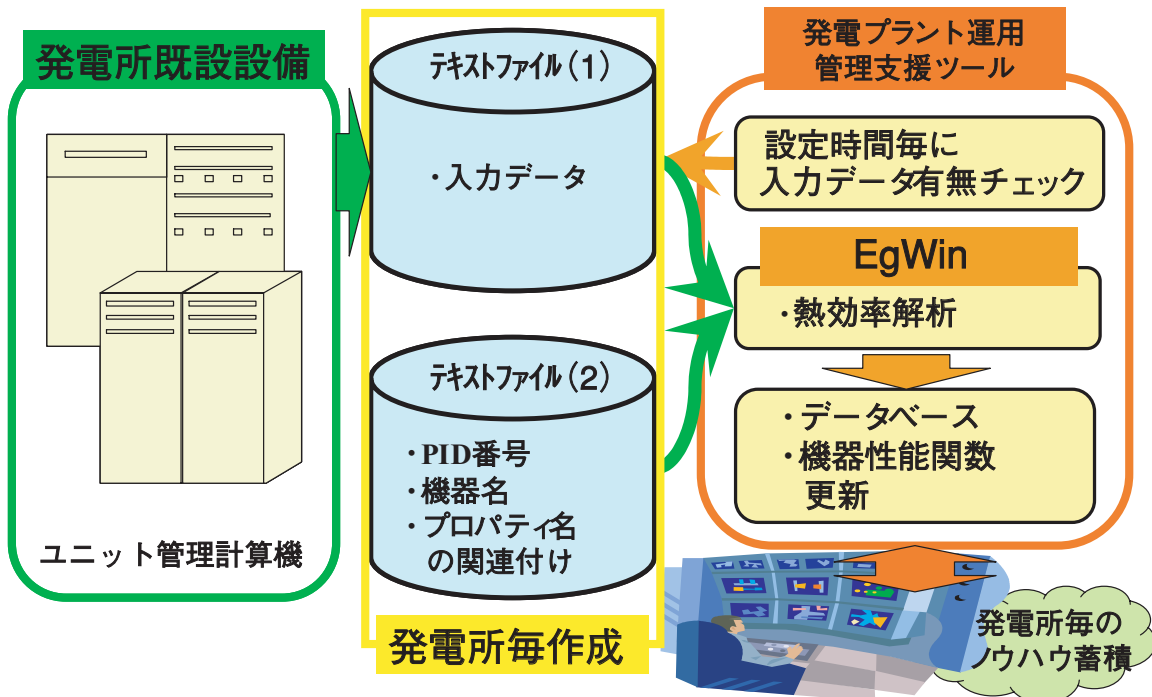 発電所既設設備
ユニット管理計算機
テキストファイル(1)
・入力データ
テキストファイル(2)
・PID番号
・機器名
・プロパティ名
の関連付け
発電所毎作成
発電プラント運用
管理支援ツール
設定時間毎に
入力データ有無チェック
EgWin
・熱効率解析
・データベース
・機器性能関数
更新
発電所毎の
ノウハウ蓄積